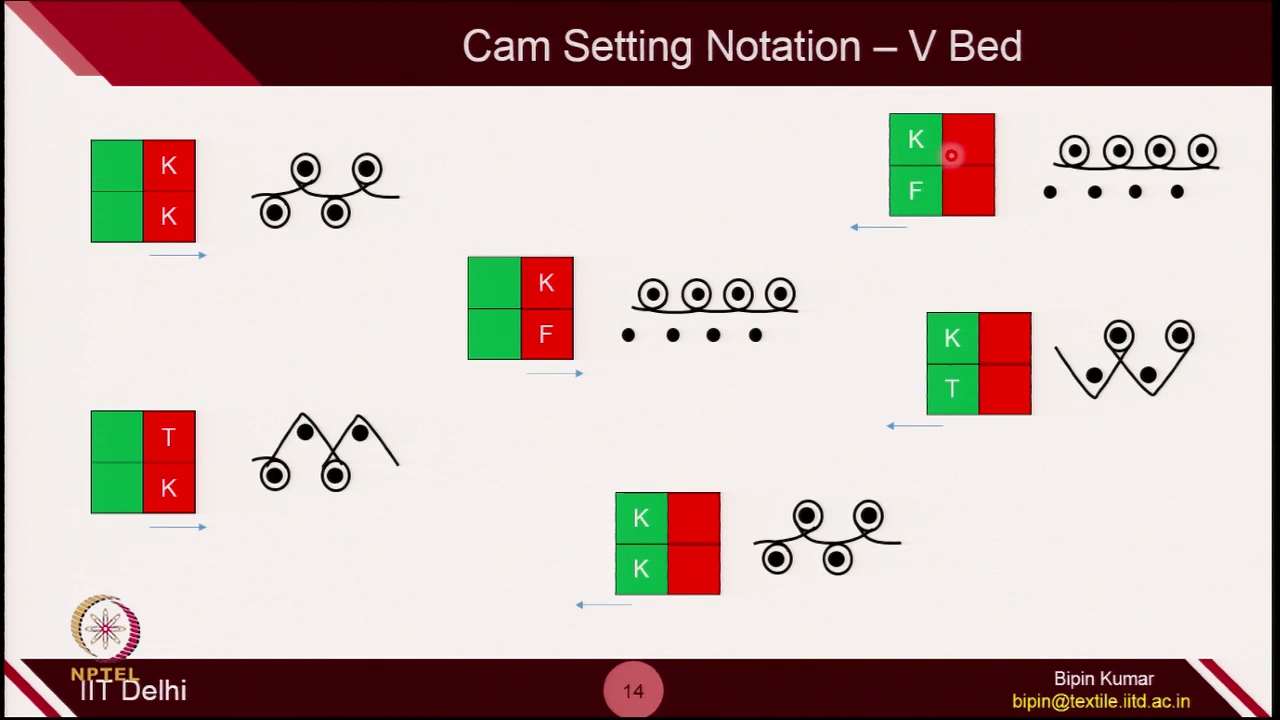 Cam Setting Notation – V Bed
K
K
K
F
K
F
K
T
T
K
K
K
NPTEL
IIT Delhi
14
Bipin Kumar
bipin@textile.iitd.ac.in